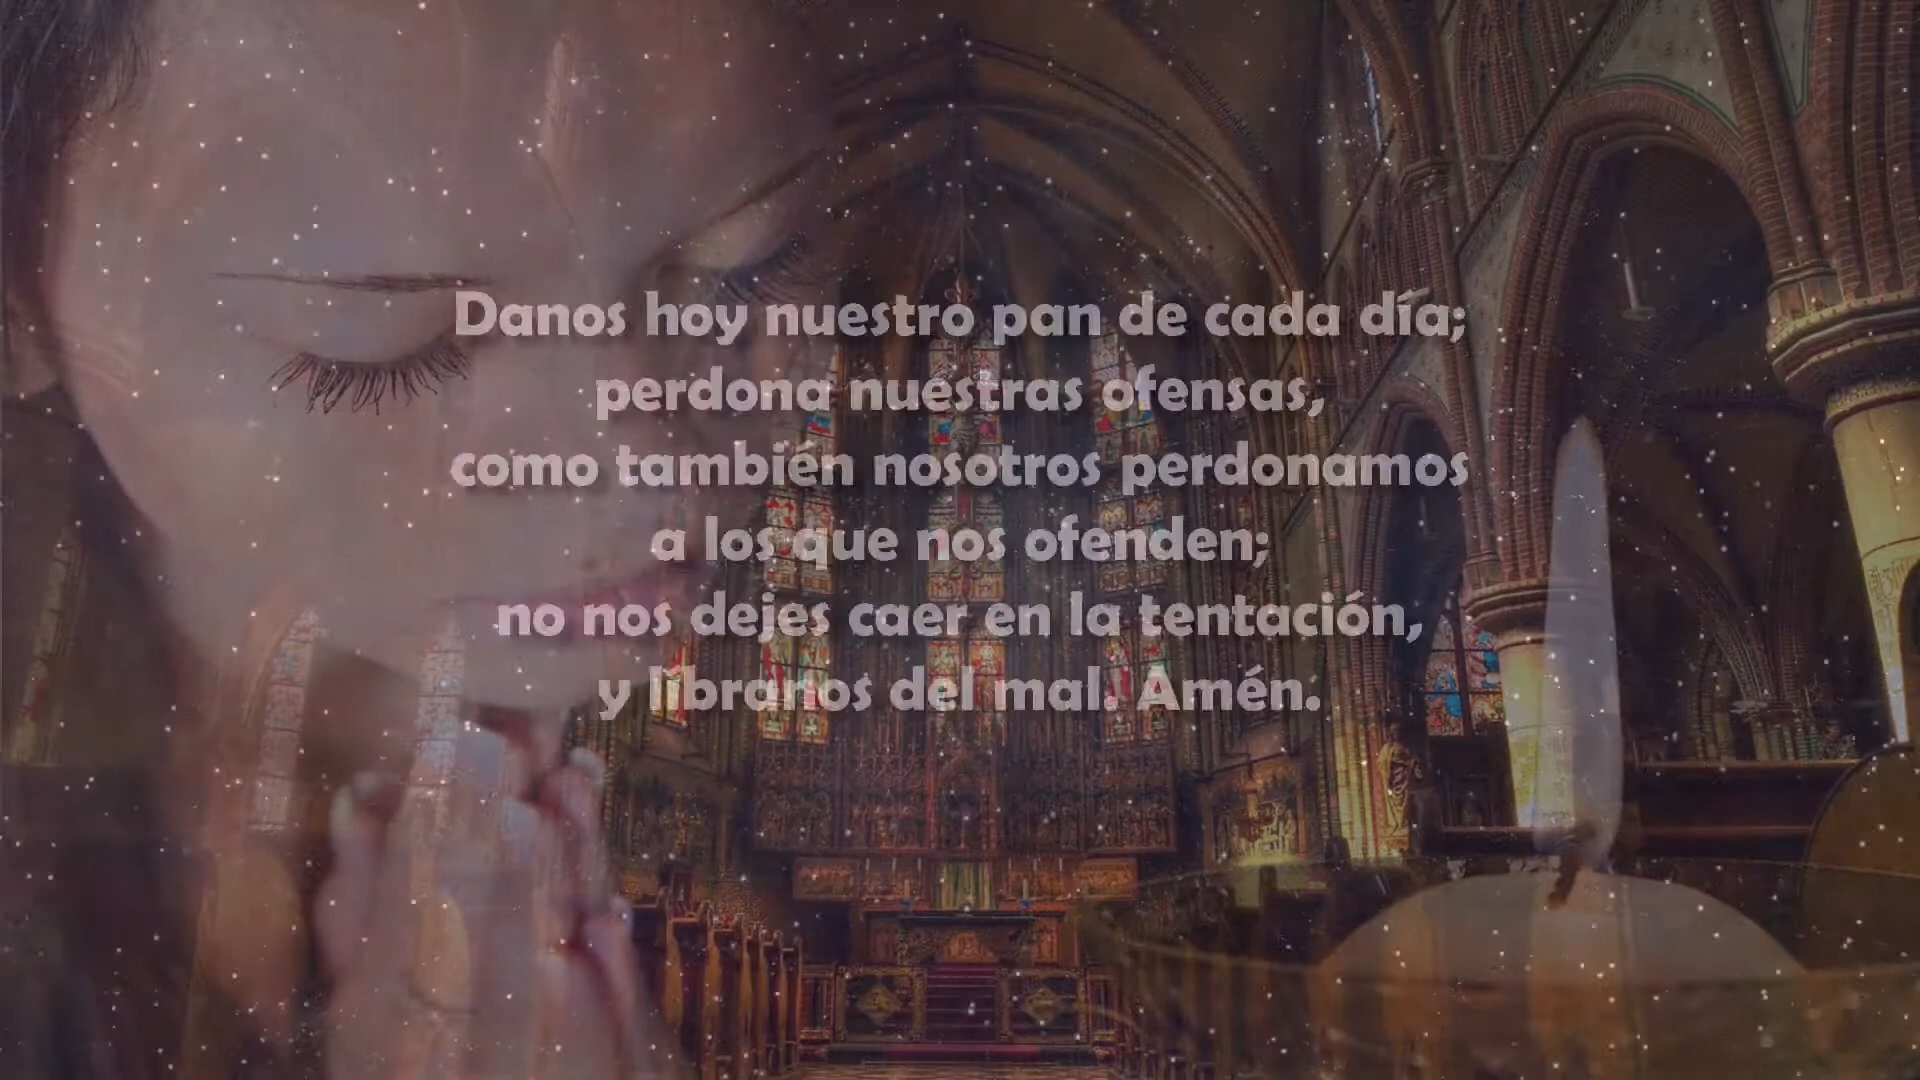 Danos hoy nuestro pan de cada día;
perdona nuestras ofensas,
como también nosotros perdonamos
a los que nos ofenden;
no nos dejes caer en la tentación,
y líbranos del mal. Amén.